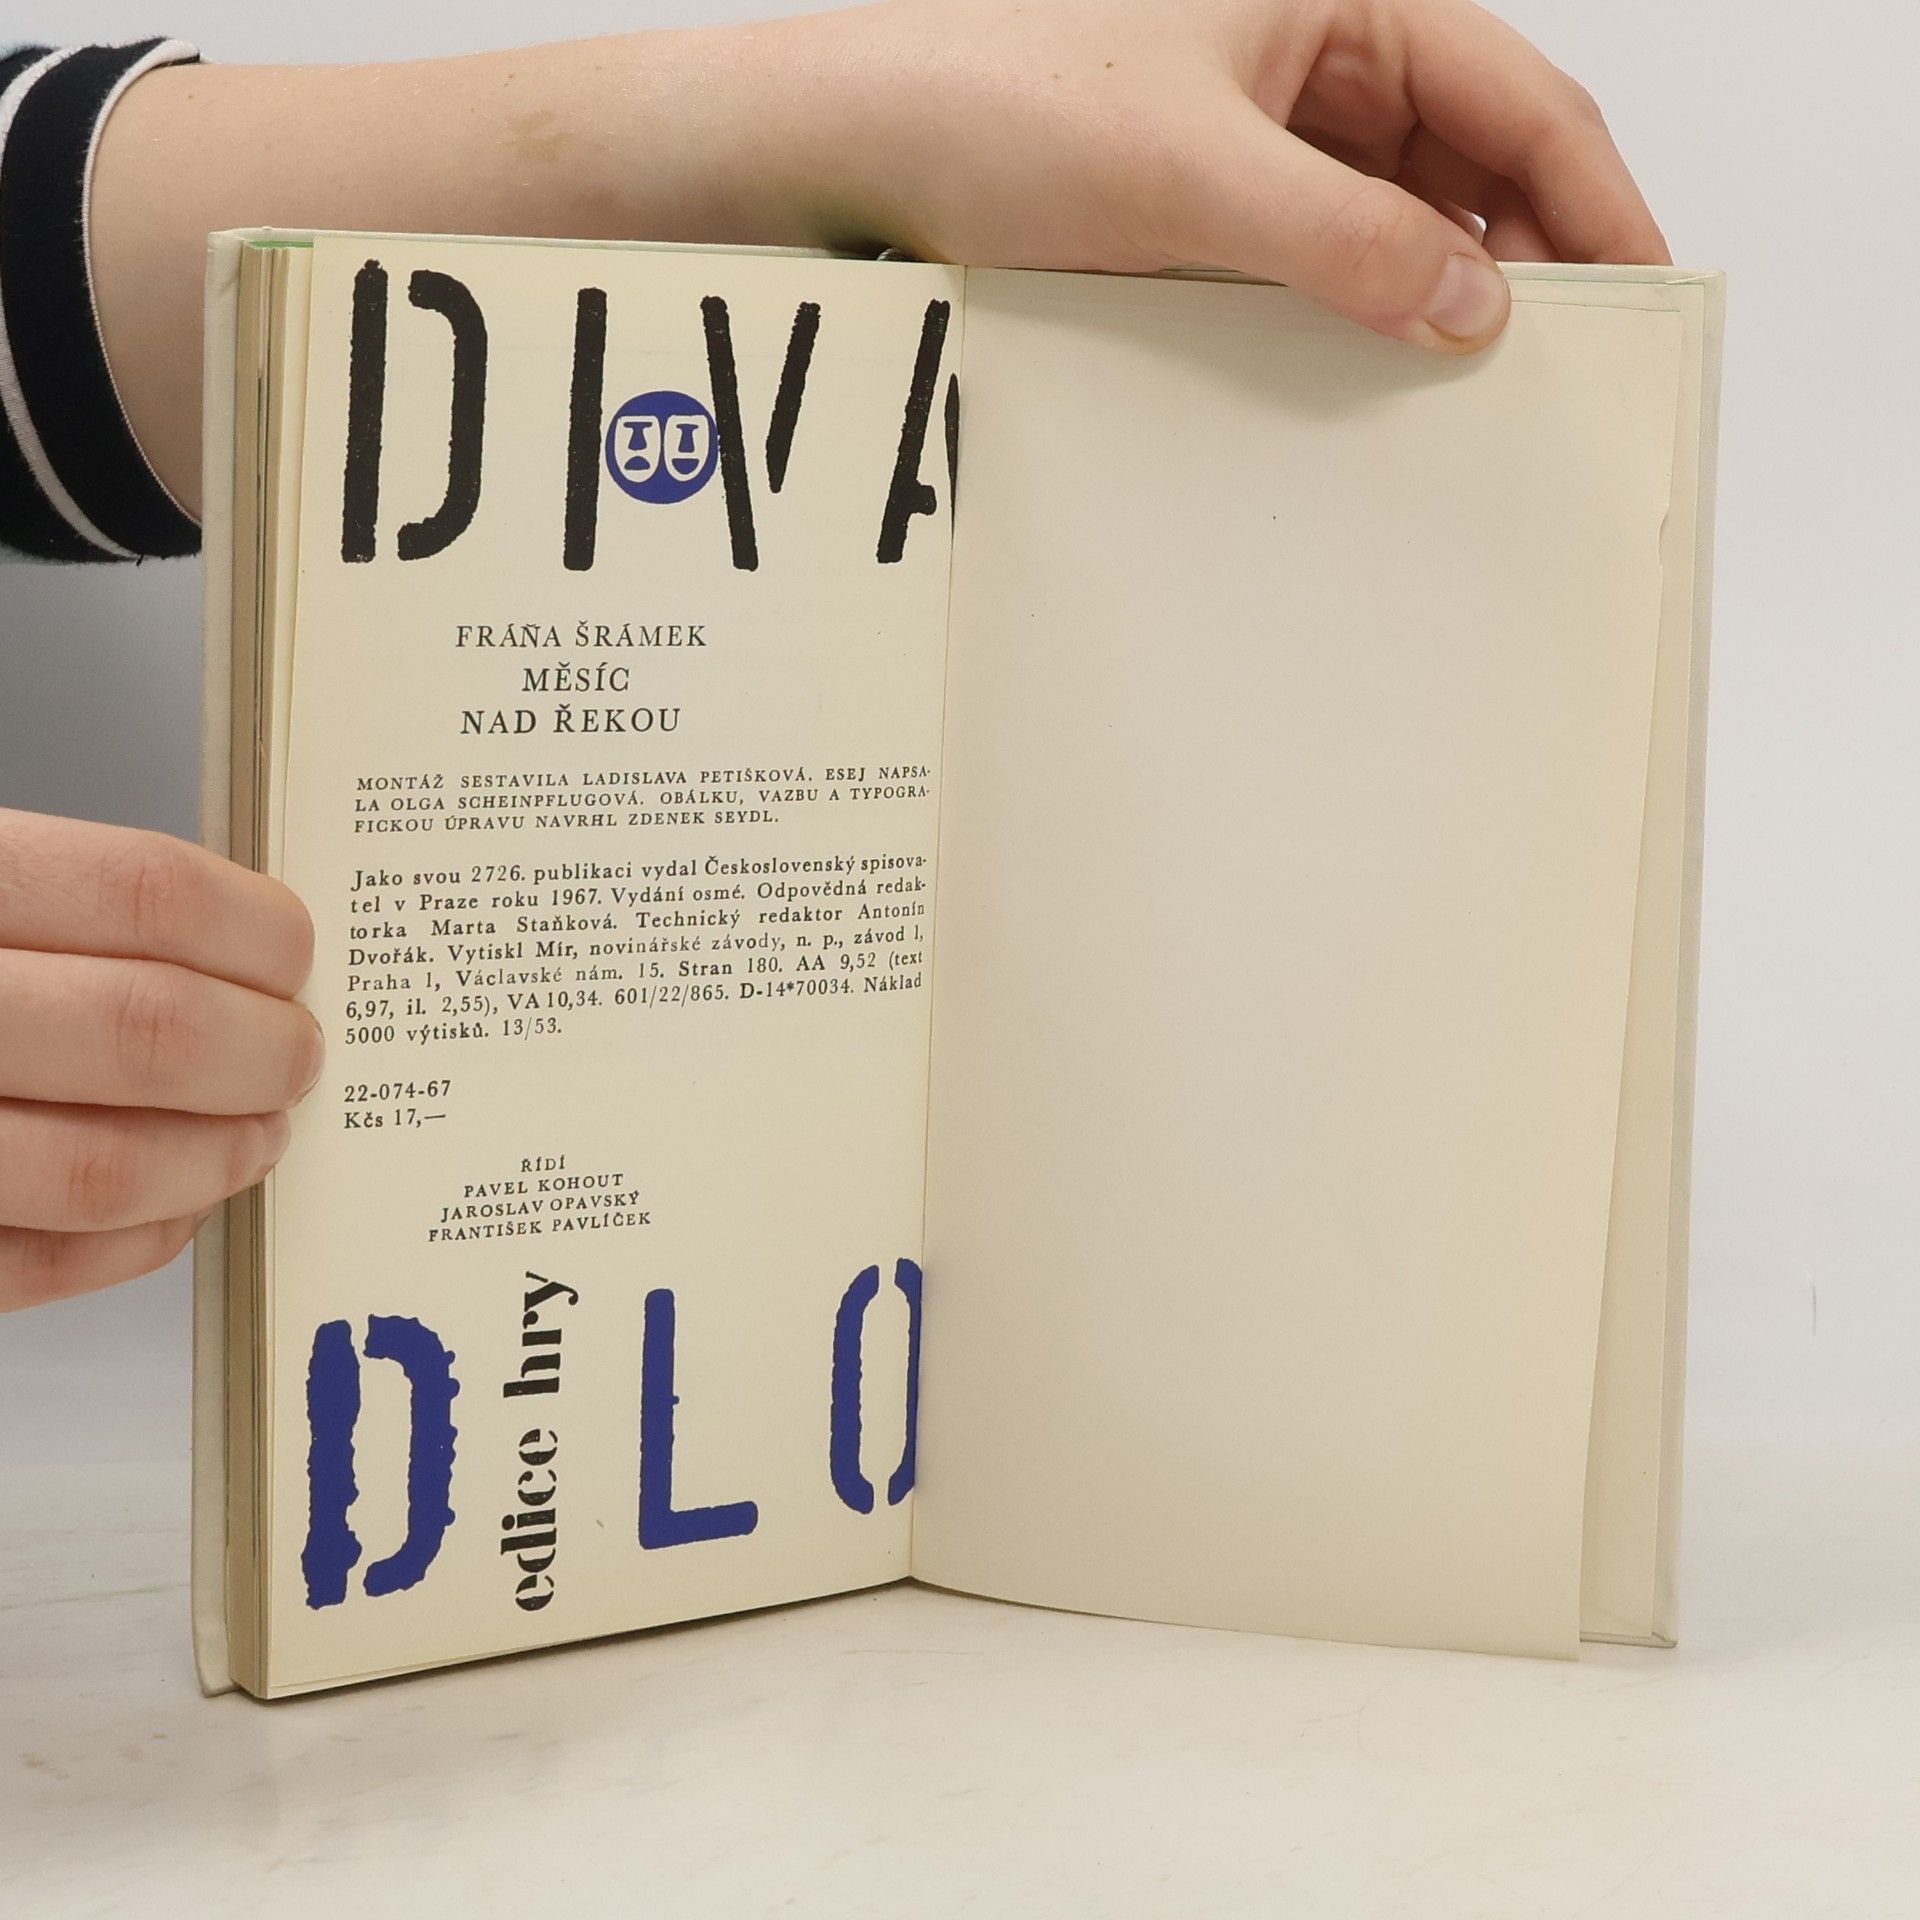 DIVA
FRÁŇA ŠRÁMEK
MĚSÍC
NAD ŘEKOU
MONTÁŽ SESTAVILA LADISLAVA PETIŠKOVÁ. ESEJ NAPSA-
LA OLGA SCHEINPFLUGOVÁ. OBÁLKU, VAZBU A TYPOGRA-
FICKOU ÚPRAVU NAVRHL ZDENEK SEYDL.
Jako svou 2726. publikaci vydal Československý spisova-
tel v Praze roku 1967. Vydání osmé. Odpovědná redak-
torka Marta Staňková. Technický redaktor Antonín
Dvořák. Vytiskl Mír, novinářské závody, n. p., závod 1,
Praha 1, Václavské nám. 15. Stran 180. AA 9,52 (text
6,97, il. 2,55), VA 10,34. 601/22/865. D-14*70034. Náklad
5000 výtisků. 13/53.
22-074-67
Kčs 17,—
ŘÍDÍ
PAVEL KOHOUT
JAROSLAV OPAVSKÝ
FRANTIŠEK PAVLÍČEK
edice hry
DLO